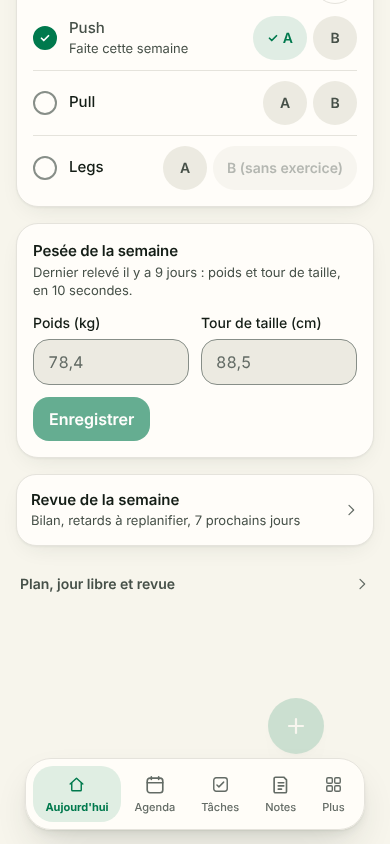 Push
Faite cette semaine
A
B
Pull
A
B
Legs
A
B (sans exercice)
Pesée de la semaine
Dernier relevé il y a 9 jours : poids et tour de taille,
en 10 secondes.
Poids (kg)
Tour de taille (cm)
78,4
88,5
Enregistrer
Revue de la semaine
Bilan, retards à replanifier, 7 prochains jours
Plan, jour libre et revue
Aujourd'hui
Agenda
Tâches
Notes
Plus